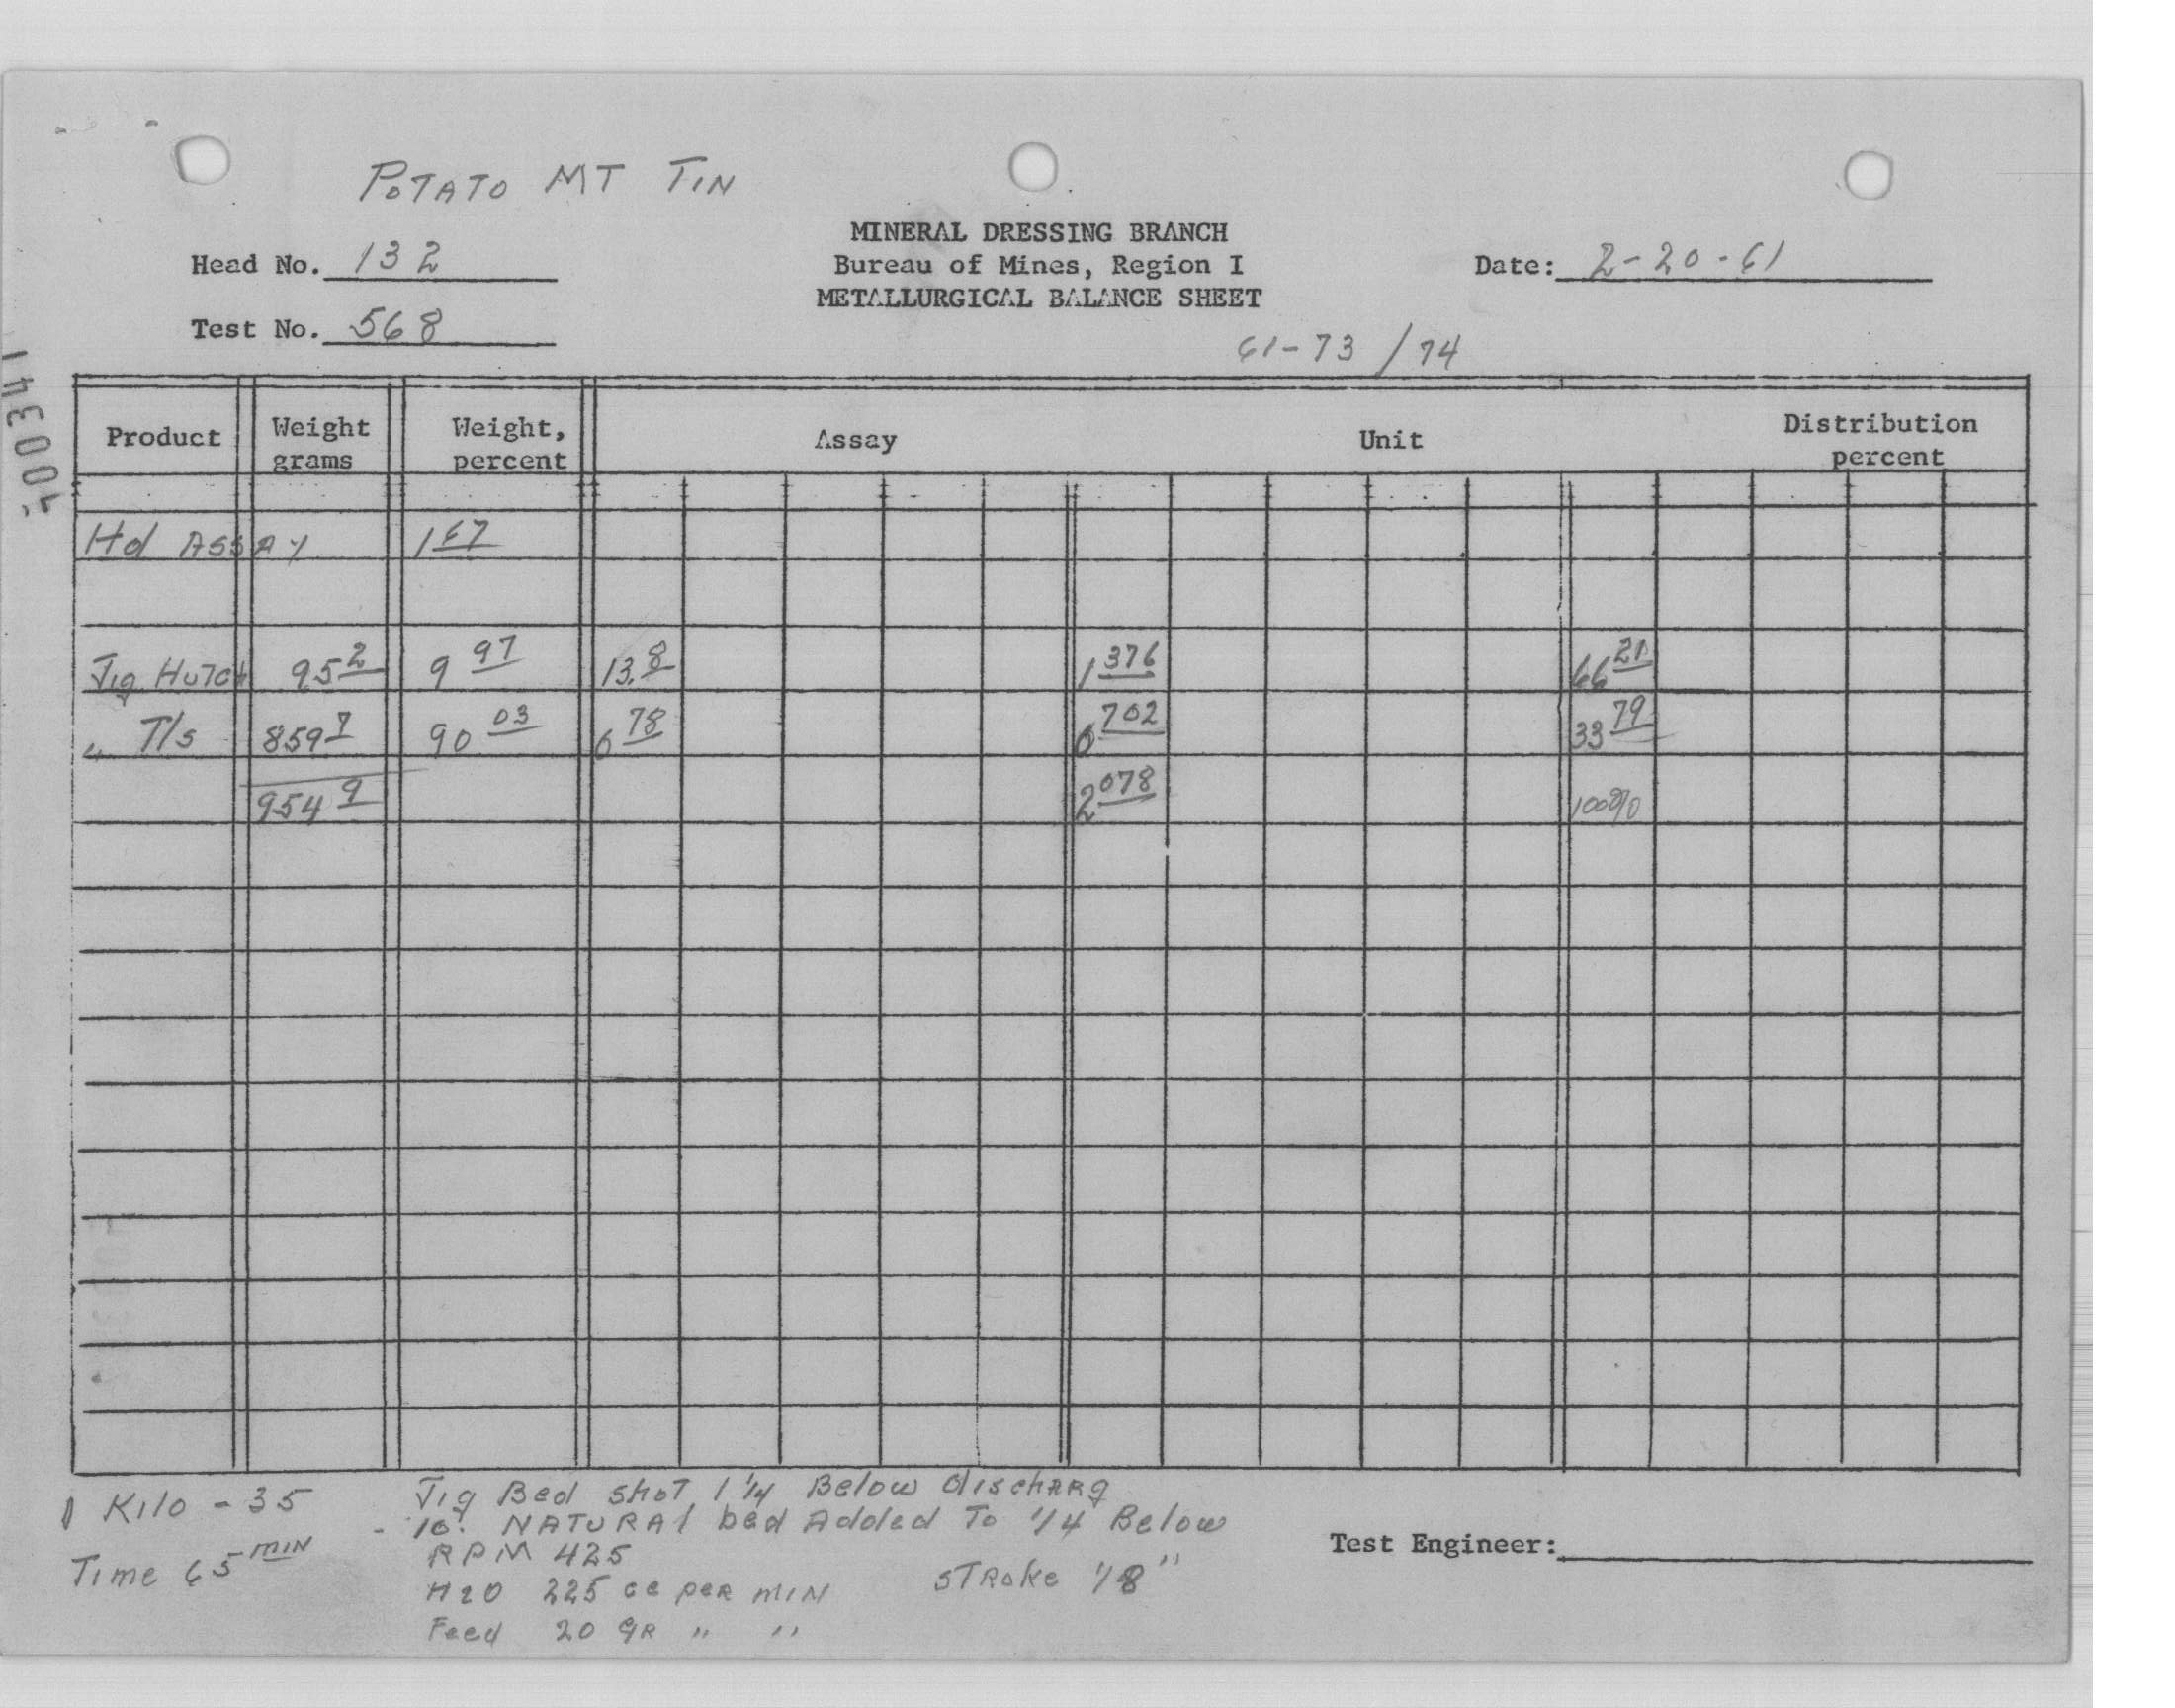 POTATO MT TIN
MINERAL DRESSING BRANCH
Head No. 132 Bureau of Mines, Region I Date: 2-20-61
METALLURGICAL BALANCE SHEET
Test No. 568
61-73 / 74
Product Weight grams Weight, percent Assay Unit Distribution percent
Hd ASSAY
Jig Hutch 95 2 9 97 13.8 1 376 66 21
" T/s 859 7 90 03 0 78 0 702 33 79
954 9 2 078 100%
1 Kilo - 35 Jig Bed SHOT 1 1/4 Below dischARg
NATURAl bed Added To 1/4 Below
Test Engineer:
Time 65 MIN RPM 425
H2O 225 cc peR MIN STRoke 1/8"
Feed 20 gR " "